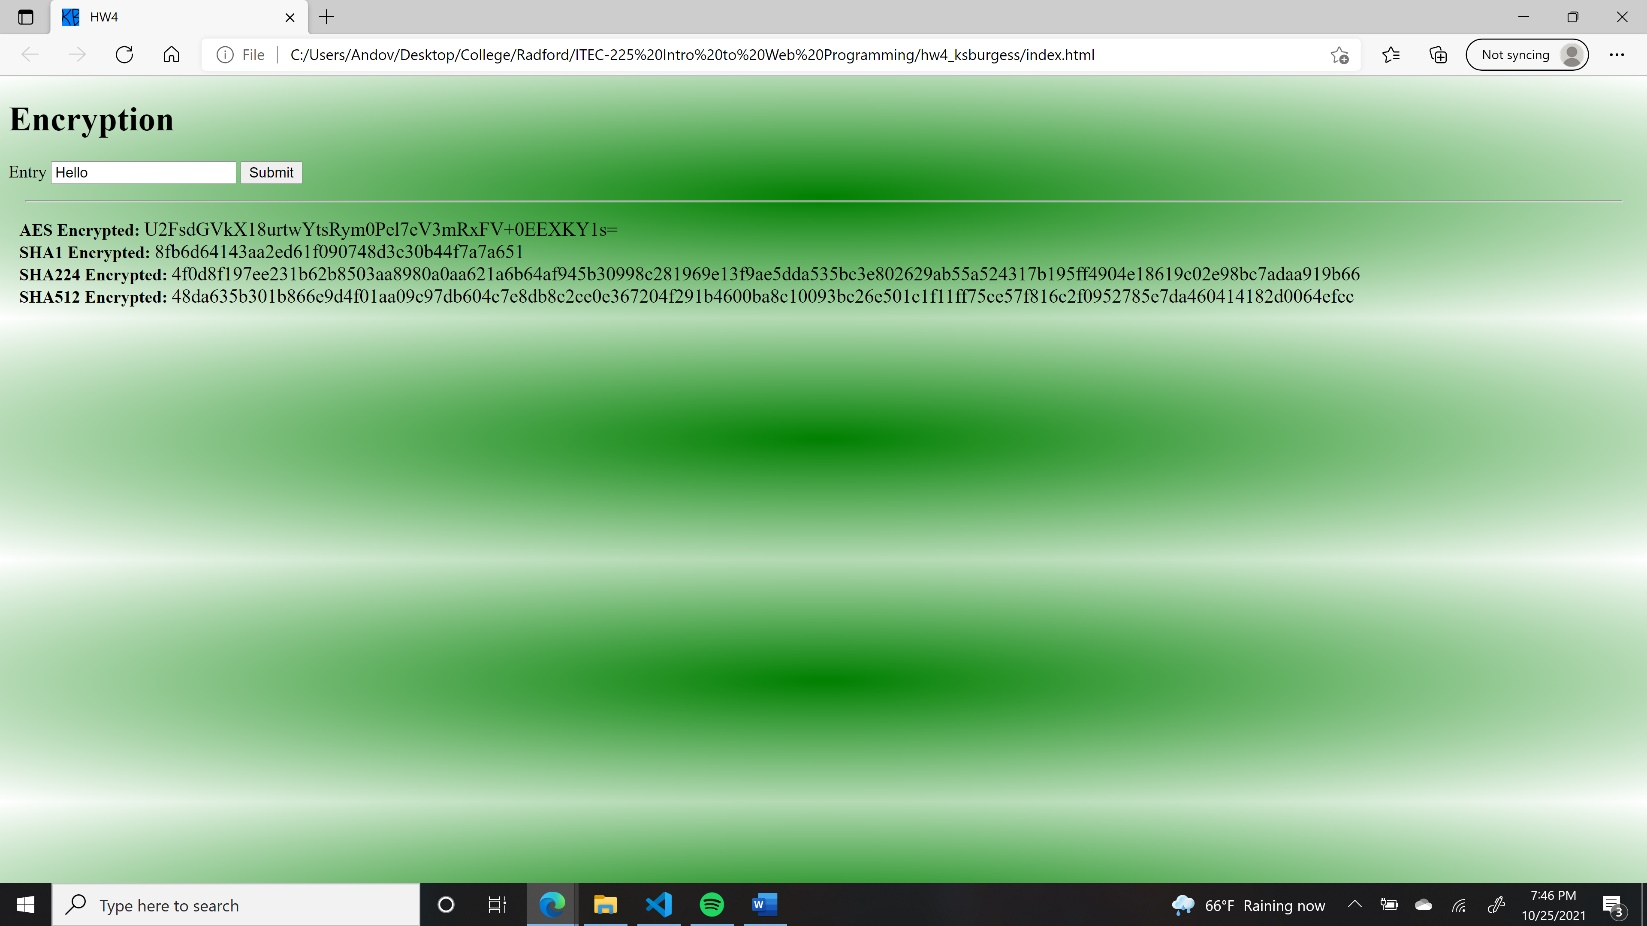 HW4
File
C:/Users/Andov/Desktop/College/Radford/ITEC-225%20Intro%20to%20Web%20Programming/hw4_ksburgess/index.html
Not syncing
Encryption
Entry Hello Submit
AES Encrypted: U2FsdGVkX18urtwYtsRym0Pcl7cV3mRxFV+0EEXKY1s=
SHA1 Encrypted: 8fb6d64143aa2ed61f090748d3c30b44f7a7a651
SHA224 Encrypted: 4f0d8f197ee231b62b8503aa8980a0aa621a6b64af945b30998c281969e13f9ae5dda535bc3e802629ab55a524317b195ff4904e18619c02e98bc7adaa919b66
SHA512 Encrypted: 48da635b301b866e9d4f01aa09c97db604c7e8db8c2ce0c367204f291b4600ba8c10093bc26e501c1f11ff75ce57f816c2f0952785e7da460414182d0064efcc
Type here to search
66°F Raining now
7:46 PM
10/25/2021
3